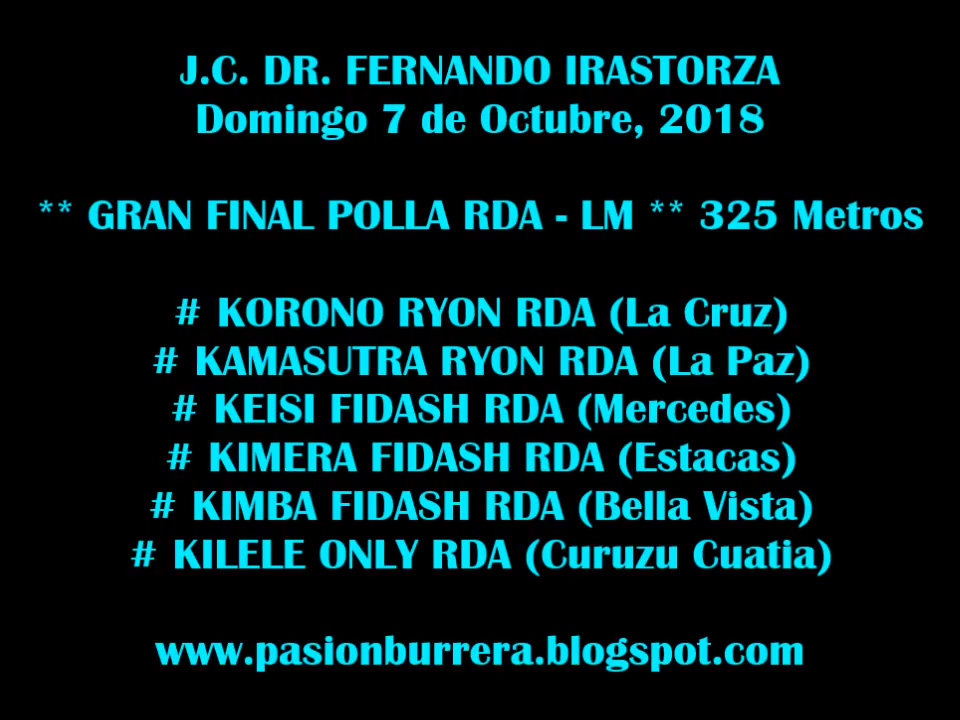 J.C. DR. FERNANDO IRASTORZA
Domingo 7 de Octubre, 2018
** GRAN FINAL POLLA RDA - LM ** 325 Metros
# KORONO RYON RDA (La Cruz)
# KAMASUTRA RYON RDA (La Paz)
# KEISI FIDASH RDA (Mercedes)
# KIMERA FIDASH RDA (Estacas)
# KIMBA FIDASH RDA (Bella Vista)
# KILELE ONLY RDA (Curuzu Cuatia)
www.pasionburrera.blogspot.com